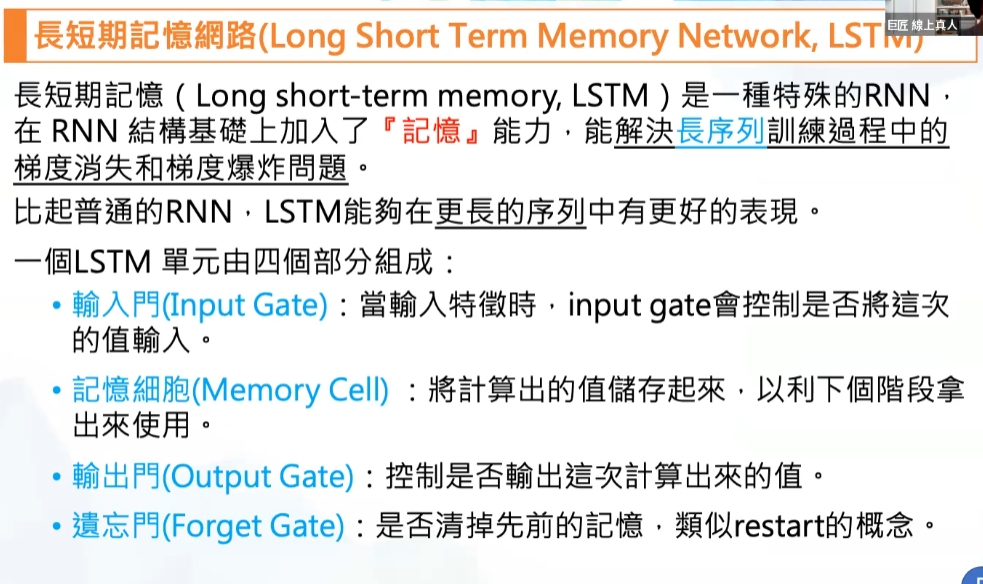 長短期記憶網路(Long Short Term Memory Network, LSTM)
巨匠 線上真人
長短期記憶（Long short-term memory, LSTM）是一種特殊的RNN，
在 RNN 結構基礎上加入了『記憶』能力，能解決長序列訓練過程中的
梯度消失和梯度爆炸問題。
比起普通的RNN，LSTM能夠在更長的序列中有更好的表現。
一個LSTM 單元由四個部分組成：
• 輸入門(Input Gate)：當輸入特徵時，input gate會控制是否將這次
的值輸入。
• 記憶細胞(Memory Cell) ：將計算出的值儲存起來，以利下個階段拿
出來使用。
• 輸出門(Output Gate)：控制是否輸出這次計算出來的值。
• 遺忘門(Forget Gate)：是否清掉先前的記憶，類似restart的概念。